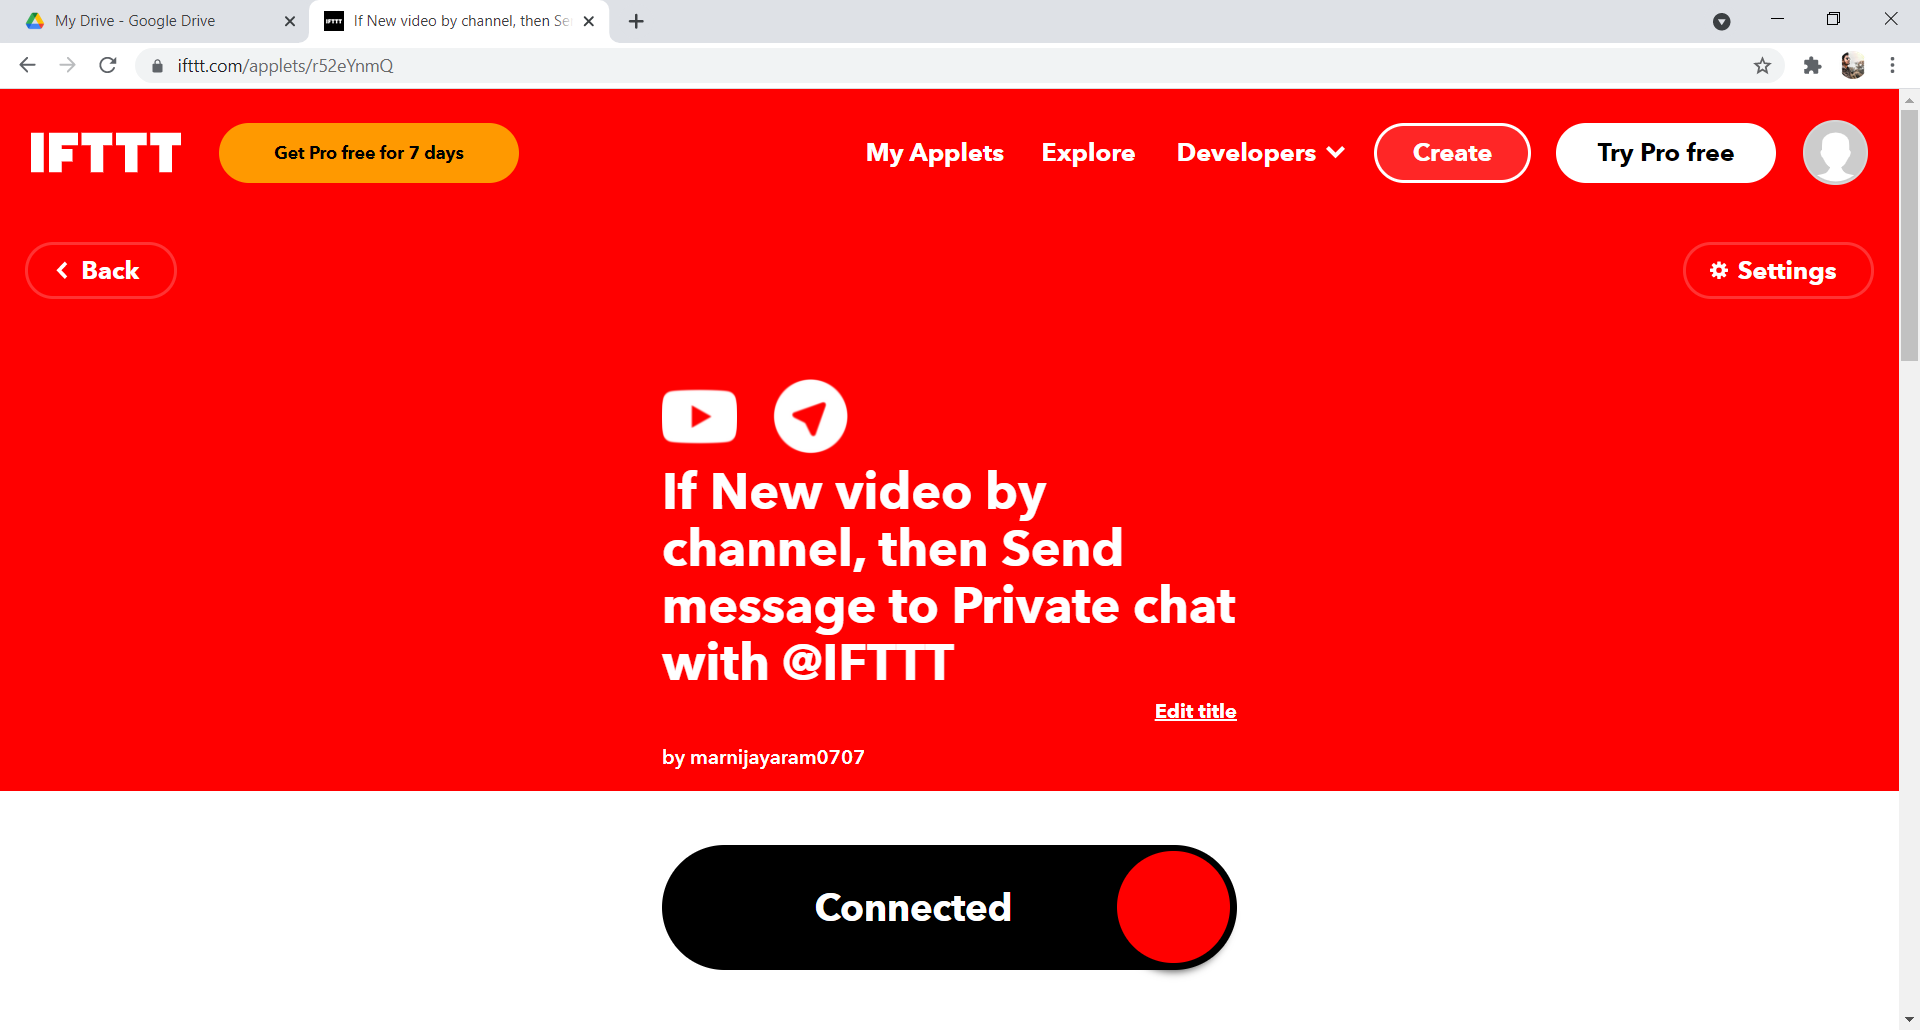 My Drive - Google Drive
IFTTT If New video by channel, then Se
ifttt.com/applets/r52eYnmQ
IFTTT
Get Pro free for 7 days
My Applets
Explore
Developers
Create
Try Pro free
Back
Settings
If New video by
channel, then Send
message to Private chat
with @IFTTT
Edit title
by marnijayaram0707
Connected